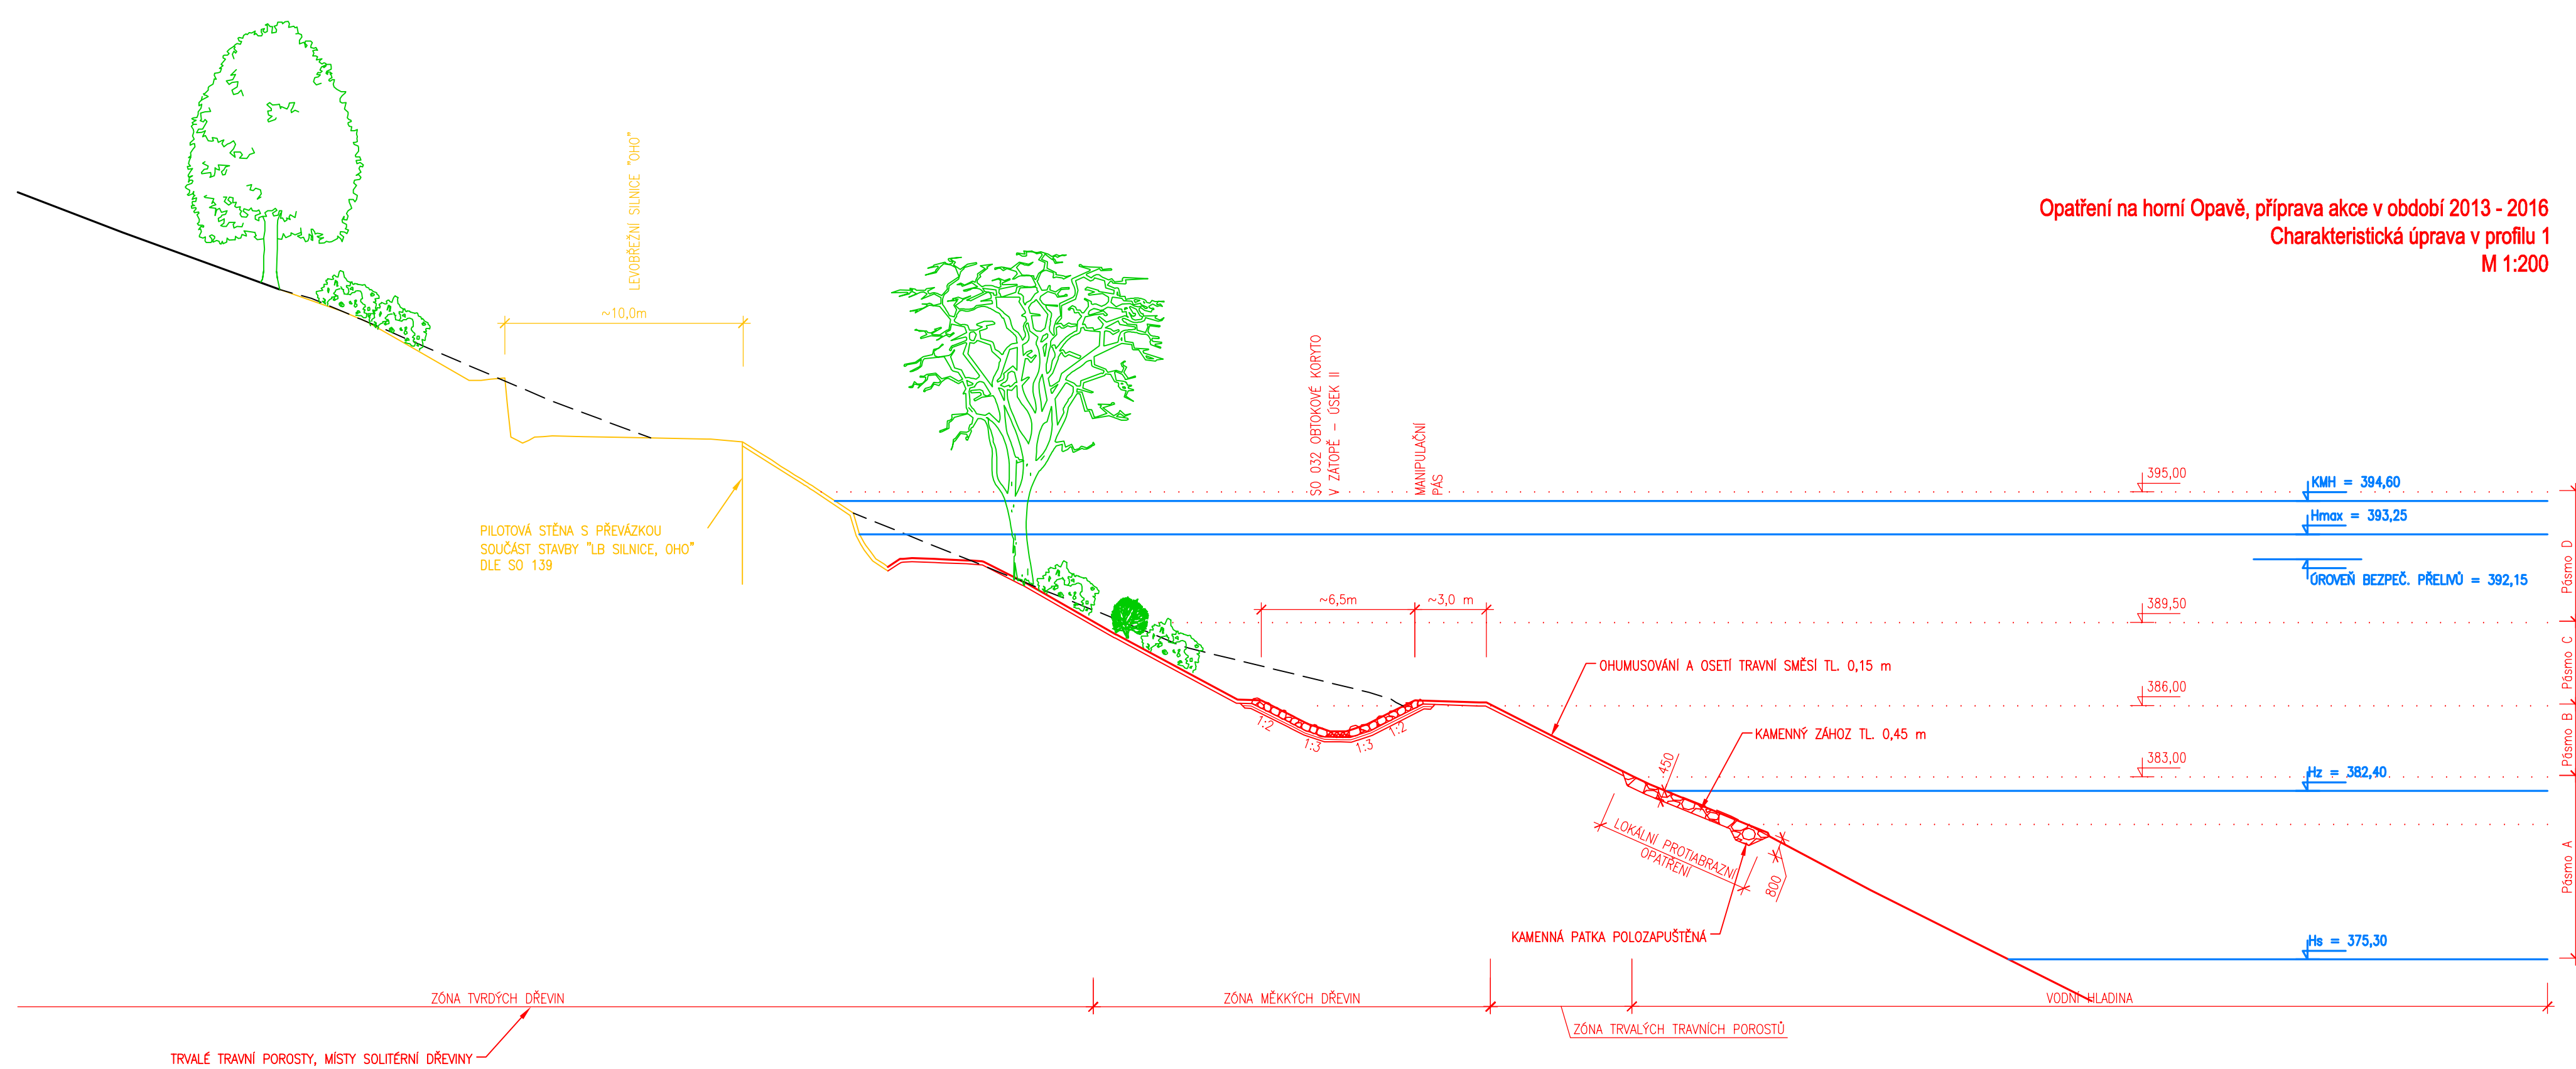 Opatření na horní Opavě, příprava akce v období 2013 - 2016
Charakteristická úprava v profilu 1
M 1:200
LEVOBŘEŽNÍ SILNICE "OHO"
~10,0m
PILOTOVÁ STĚNA S PŘEVÁZKOU
SOUČÁST STAVBY "LB SILNICE, OHO"
DLE SO 139
SO 032 OBTOKOVÉ KORYTO
V ZÁTOPĚ – ÚSEK II
MANIPULAČNÍ
PÁS
~6,5m
~3,0 m
395,00
KMH = 394,60
Hmax = 393,25
ÚROVEŇ BEZPEČ. PŘELIVŮ = 392,15
389,50
386,00
383,00
Hz = 382,40
Hs = 375,30
Pásmo D
Pásmo C
Pásmo B
Pásmo A
1:2
1:3
1:3
1:2
OHUMUSOVÁNÍ A OSETÍ TRAVNÍ SMĚSÍ TL. 0,15 m
KAMENNÝ ZÁHOZ TL. 0,45 m
450
LOKÁLNÍ PROTIABRAZNÍ
OPATŘENÍ
800
KAMENNÁ PATKA POLOZAPUŠTĚNÁ
ZÓNA TVRDÝCH DŘEVIN
ZÓNA MĚKKÝCH DŘEVIN
VODNÍ HLADINA
ZÓNA TRVALÝCH TRAVNÍCH POROSTŮ
TRVALÉ TRAVNÍ POROSTY, MÍSTY SOLITÉRNÍ DŘEVINY